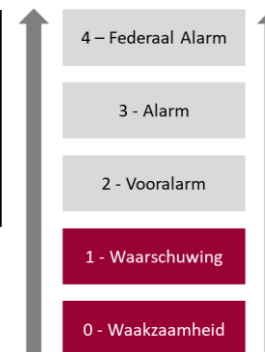 4 – Federaal Alarm
3 - Alarm
2 - Vooralarm
1 - Waarschuwing
0 - Waakzaamheid